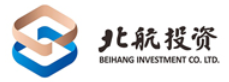 北航投资
BEIHANG INVESTMENT CO. LTD.